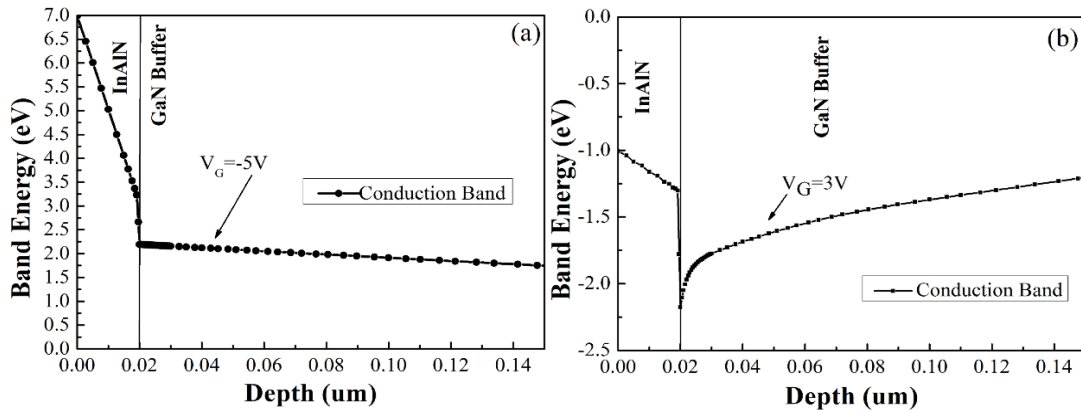 (a)
Band Energy (eV)
7.0
6.5
6.0
5.5
5.0
4.5
4.0
3.5
3.0
2.5
2.0
1.5
1.0
0.5
0.0
InAlN
GaN Buffer
V_G=-5V
Conduction Band
0.00 0.02 0.04 0.06 0.08 0.10 0.12 0.14
Depth (um)
(b)
Band Energy (eV)
0.0
-0.5
-1.0
-1.5
-2.0
-2.5
InAlN
GaN Buffer
V_G=3V
Conduction Band
0.00 0.02 0.04 0.06 0.08 0.10 0.12 0.14
Depth (um)